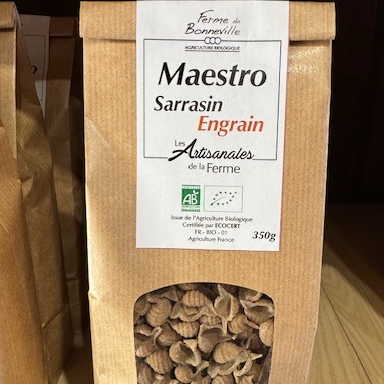 Ferme de
Bonneville
AGRICULTURE BIOLOGIQUE
Maestro
Sarrasin
Engrain
Les Artisanales
de la Ferme
AB
Issue de l'Agriculture Biologique
Certifiée par ECOCERT
FR - BIO - 01
Agriculture France
350g